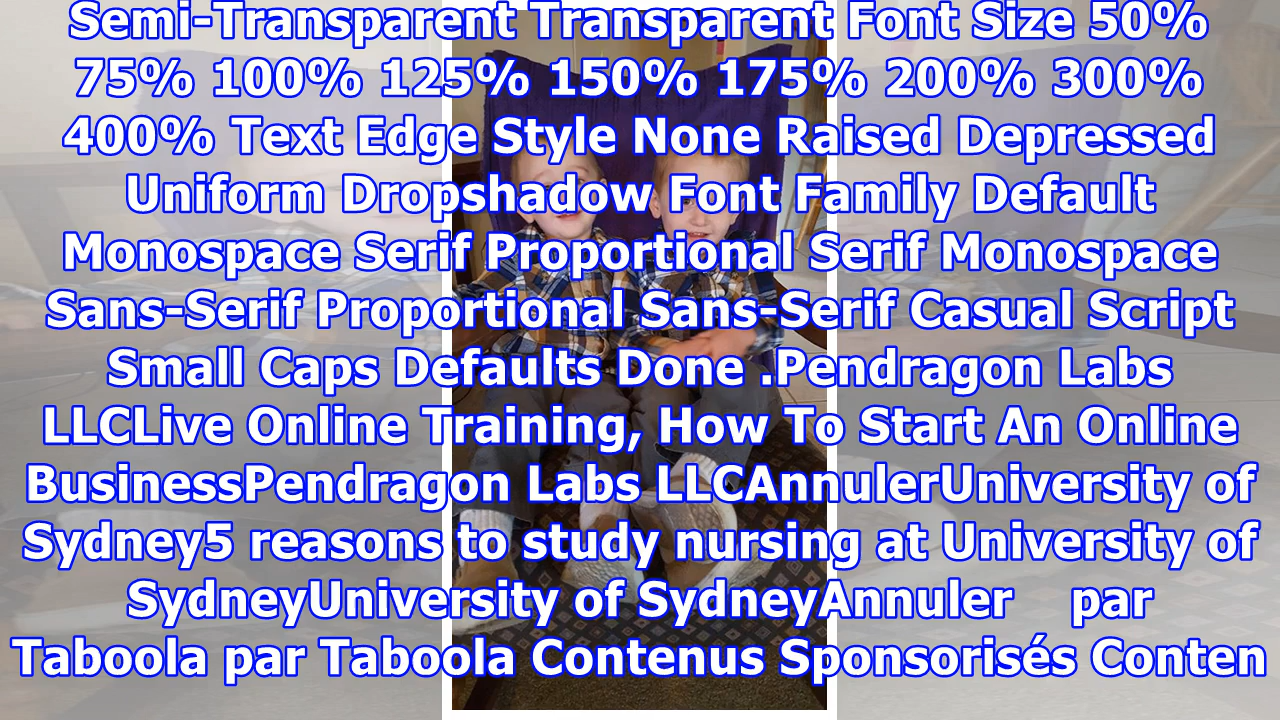 Semi-Transparent Transparent Font Size 50%
75% 100% 125% 150% 175% 200% 300%
400% Text Edge Style None Raised Depressed
Uniform Dropshadow Font Family Default
Monospace Serif Proportional Serif Monospace
Sans-Serif Proportional Sans-Serif Casual Script
Small Caps Defaults Done .Pendragon Labs
LLCLive Online Training, How To Start An Online
BusinessPendragon Labs LLCAnnulerUniversity of
Sydney5 reasons to study nursing at University of
SydneyUniversity of SydneyAnnuler    par
Taboola par Taboola Contenus Sponsorisés Conten